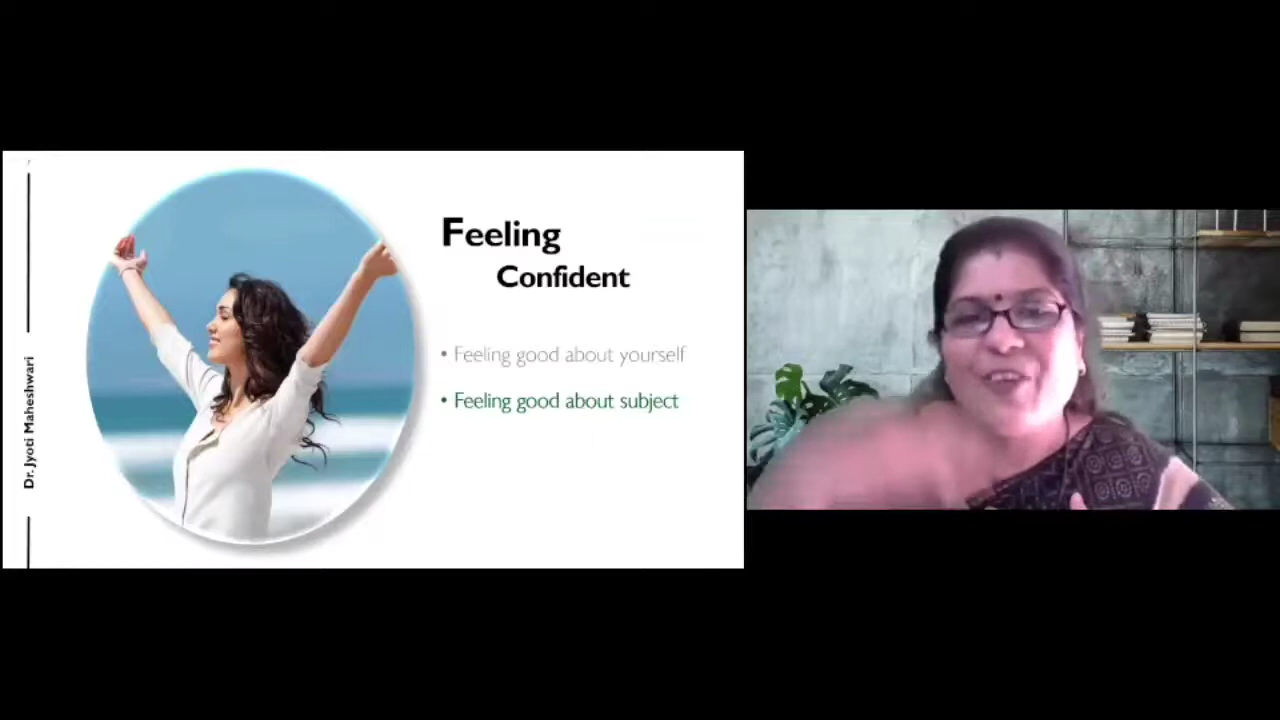 Feeling
Confident
• Feeling good about yourself
• Feeling good about subject
Dr. Jyoti Maheshwari